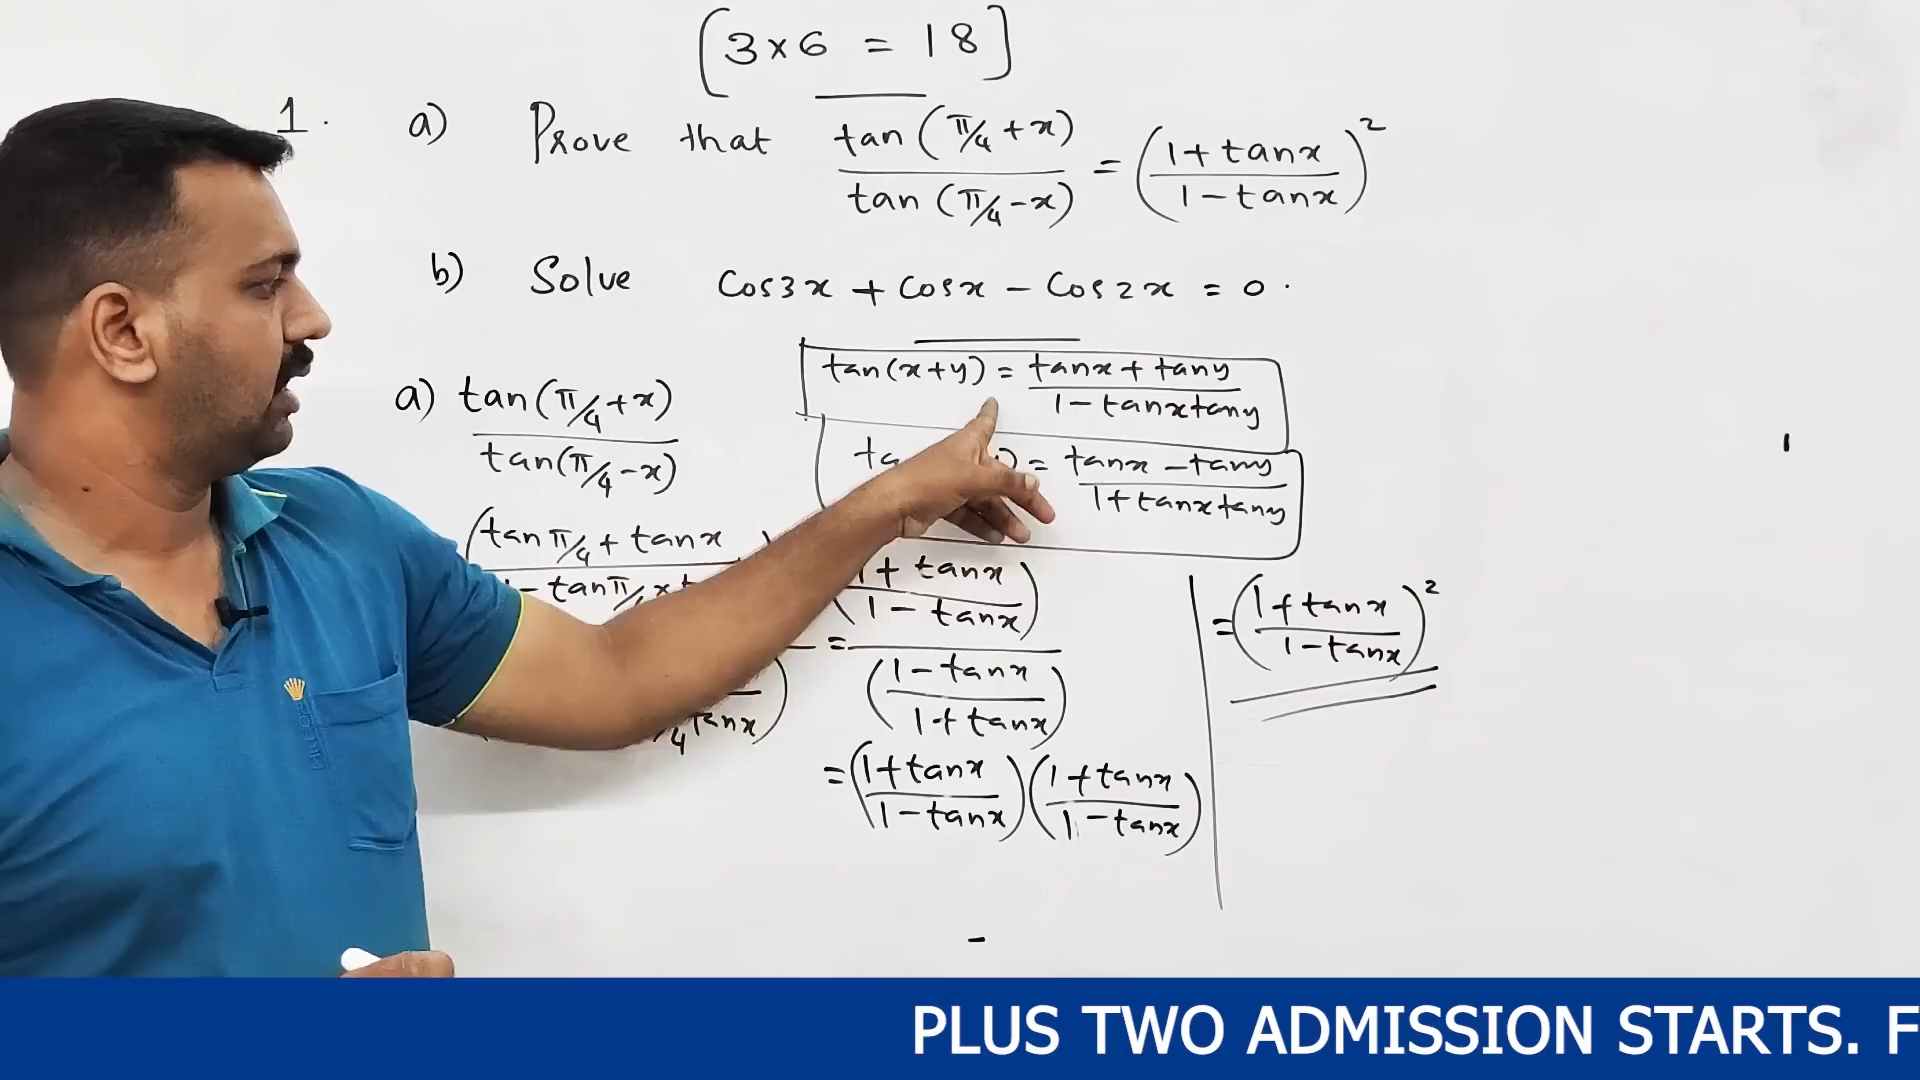 [3×6 = 18]
1. a) Prove that tan(π/4+x) / tan(π/4-x) = ((1+tanx)/(1-tanx))²
b) Solve Cos3x + Cosx - Cos2x = 0.
tan(x+y) = (tanx + tany)/(1-tanxtany)
= (tanx - tany)/(1+tanxtany)
a) tan(π/4+x) / tan(π/4-x)
(tanπ/4 + tanx
- tanπ/
4 tanx)
= ((1+tanx)/(1-tanx)) / ((1-tanx)/(1+tanx))
= ((1+tanx)/(1-tanx)) ((1+tanx)/(1-tanx))
= ((1+tanx)/(1-tanx))²
PLUS TWO ADMISSION STARTS. F